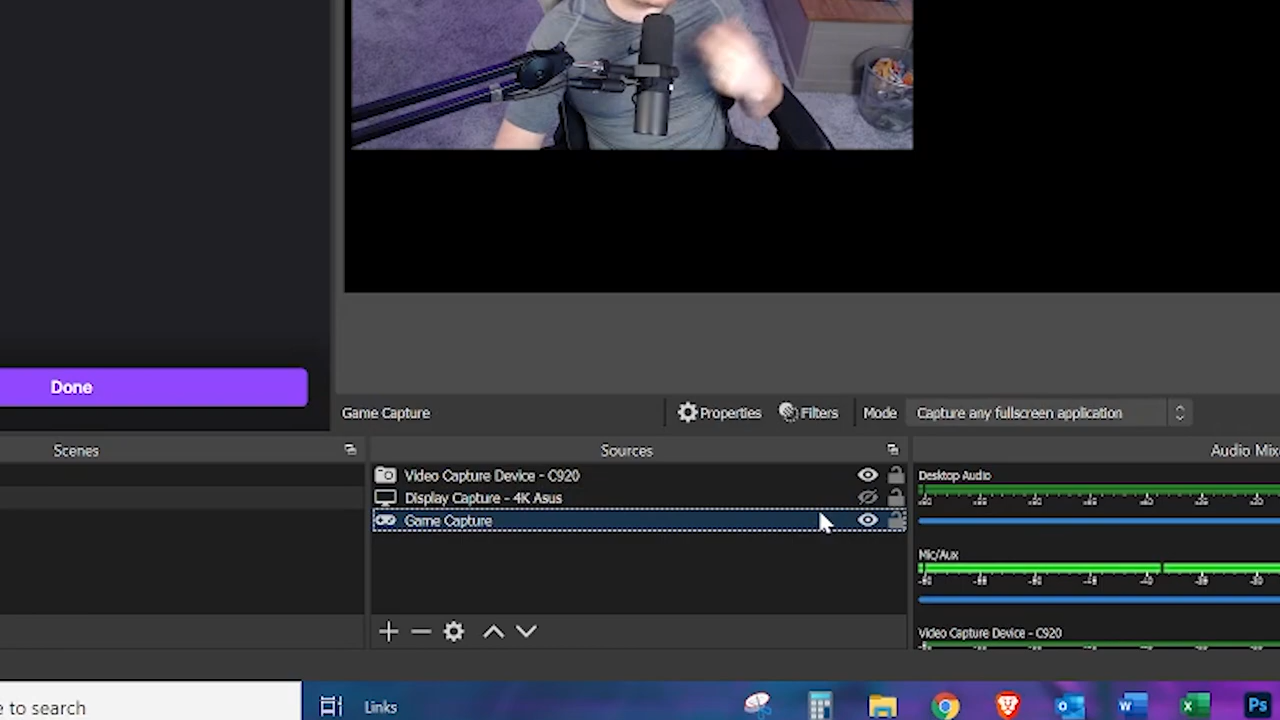 Done
Game Capture
Properties
Filters
Mode
Capture any fullscreen application
Scenes
Sources
Audio Mix
Video Capture Device - C920
Display Capture - 4K Asus
Game Capture
Desktop Audio
Mic/Aux
Video Capture Device - C920
e to search
Links
Ps